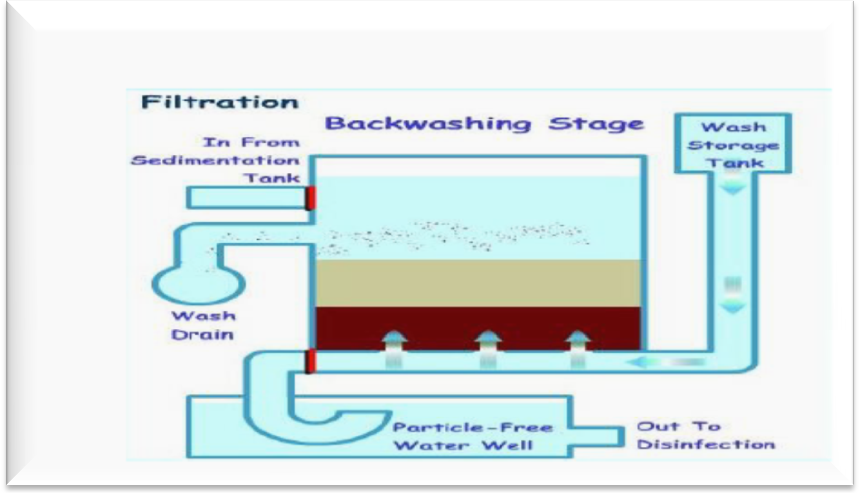 Filtration
Backwashing Stage
In From
Sedimentation
Tank
Wash
Storage
Tank
Wash
Drain
Particle-Free
Water Well
Out To
Disinfection